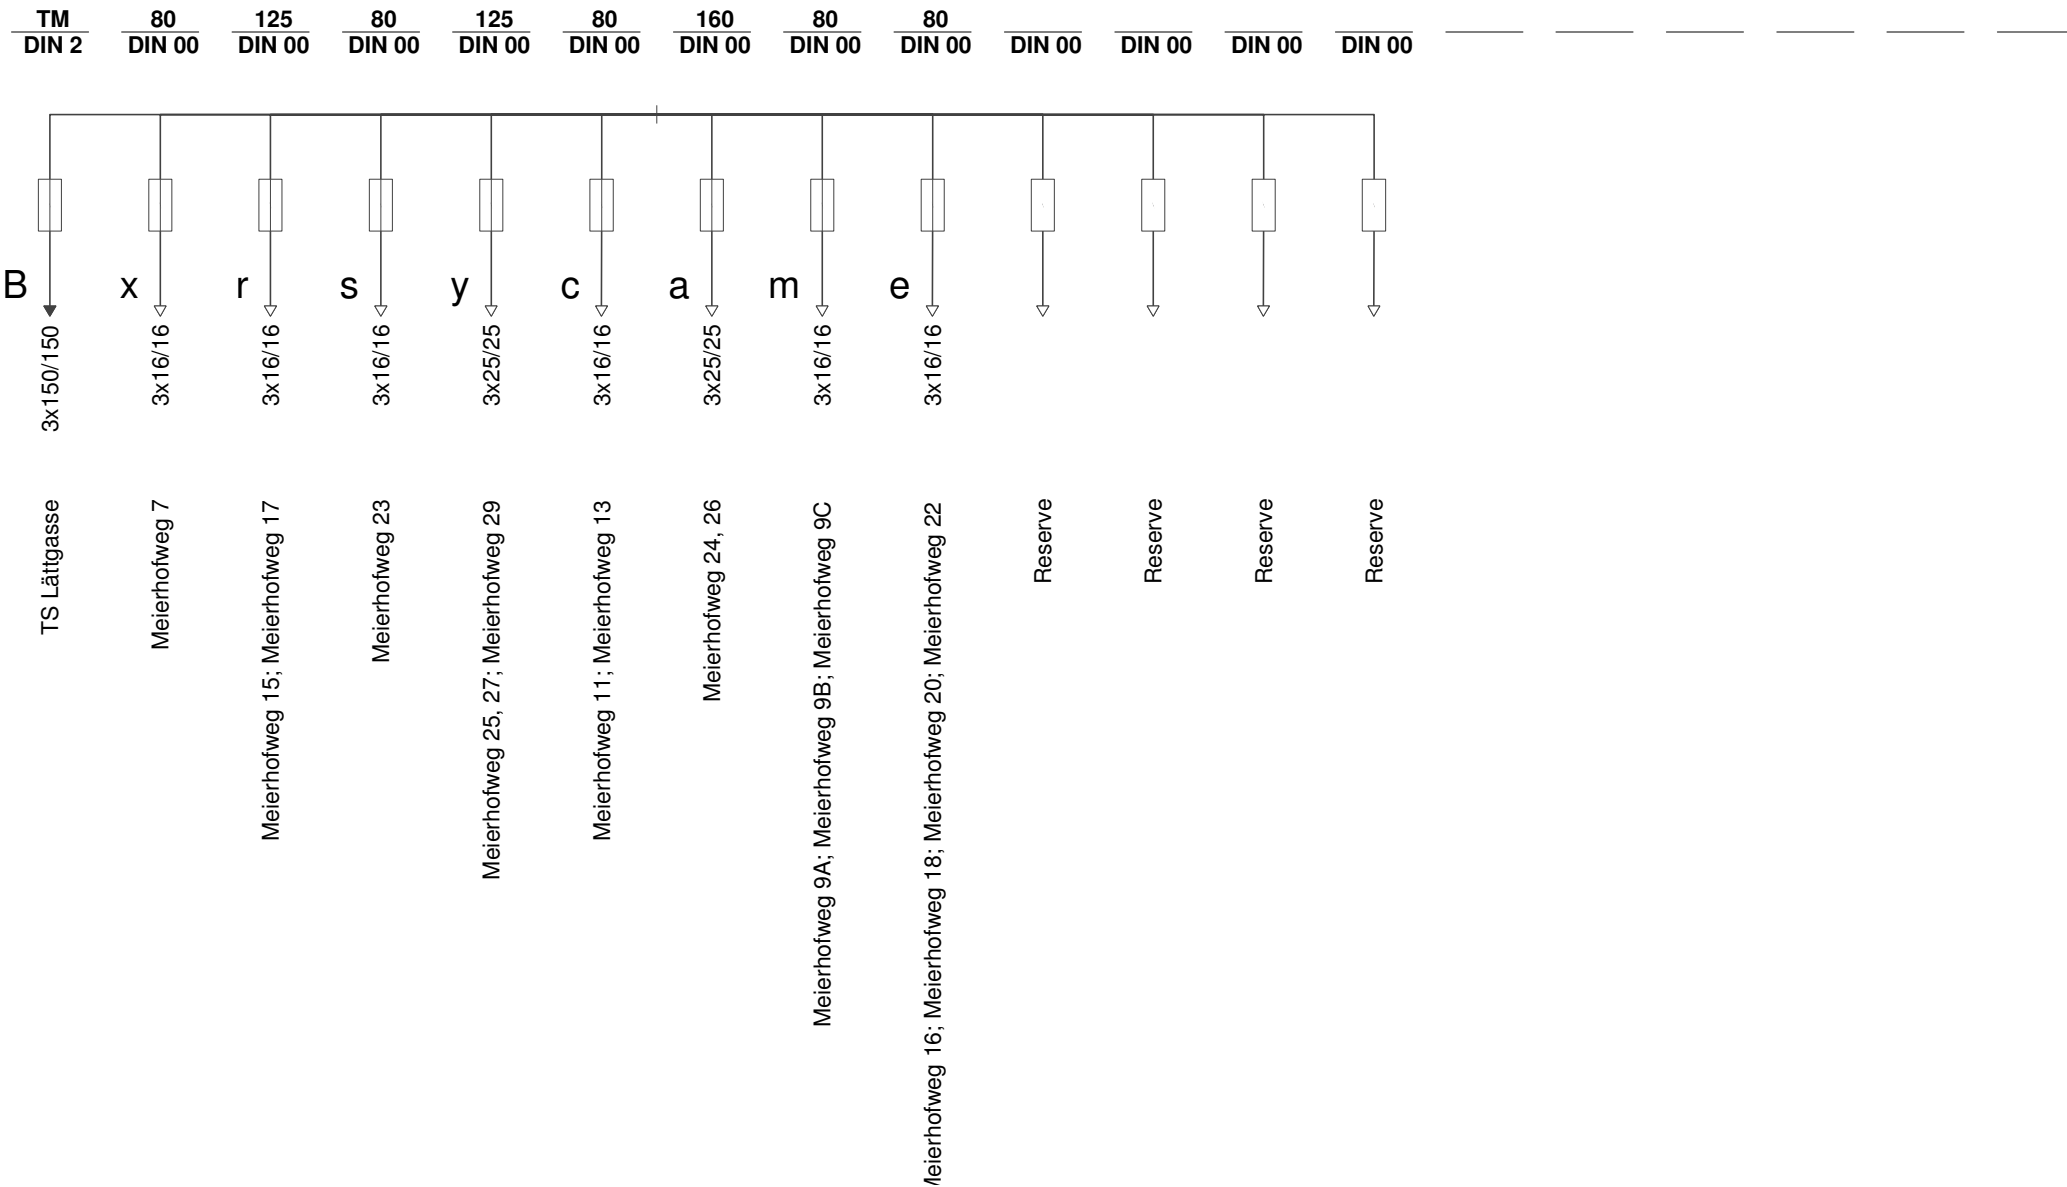 TM 80 125 80 125 80 160 80 80
DIN 2 DIN 00 DIN 00 DIN 00 DIN 00 DIN 00 DIN 00 DIN 00 DIN 00 DIN 00 DIN 00 DIN 00 DIN 00
B x r s y c a m e
3x150/150
3x16/16
3x16/16
3x16/16
3x25/25
3x16/16
3x25/25
3x16/16
3x16/16
TS Lättgasse
Meierhofweg 7
Meierhofweg 15; Meierhofweg 17
Meierhofweg 23
Meierhofweg 25, 27; Meierhofweg 29
Meierhofweg 11; Meierhofweg 13
Meierhofweg 24, 26
Meierhofweg 9A; Meierhofweg 9B; Meierhofweg 9C
Meierhofweg 16; Meierhofweg 18; Meierhofweg 20; Meierhofweg 22
Reserve
Reserve
Reserve
Reserve